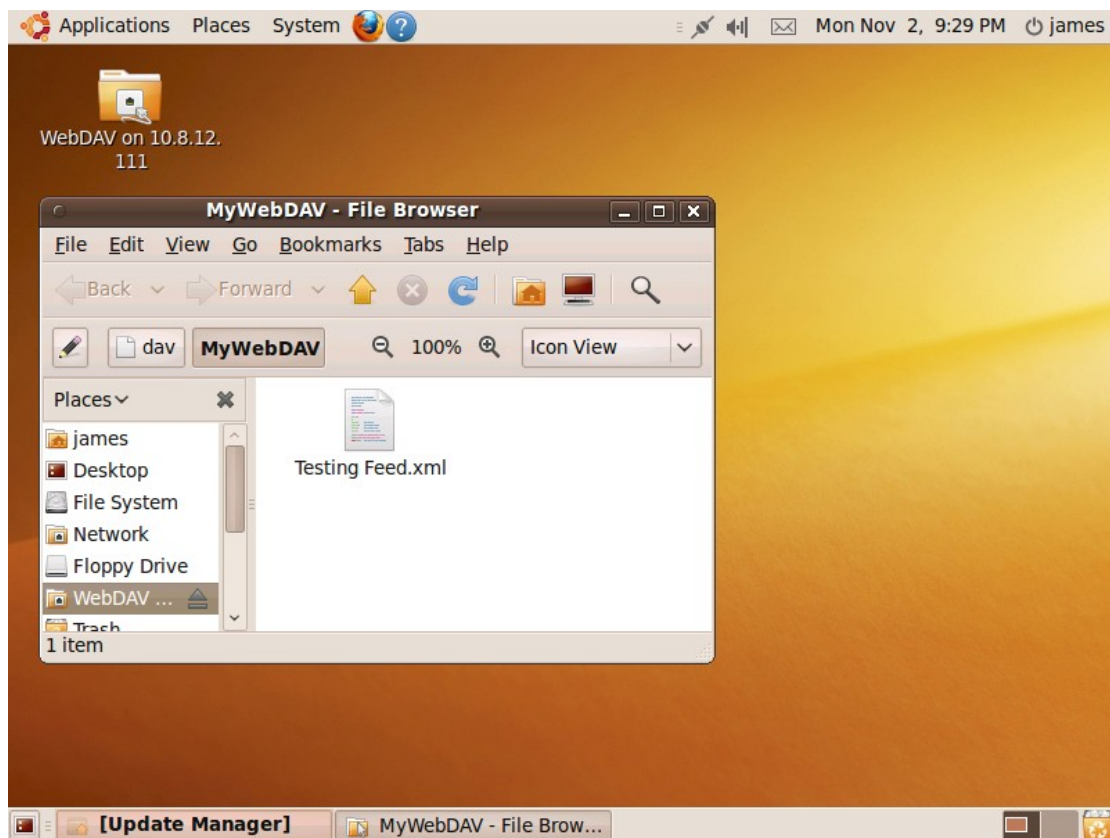 Applications Places System ? Mon Nov 2, 9:29 PM james
WebDAV on 10.8.12.
111
MyWebDAV - File Browser
File Edit View Go Bookmarks Tabs Help
Back Forward
dav MyWebDAV 100% Icon View
Places
james
Testing Feed.xml
Desktop
File System
Network
Floppy Drive
WebDAV ...
Trash
1 item
[Update Manager] MyWebDAV - File Brow...